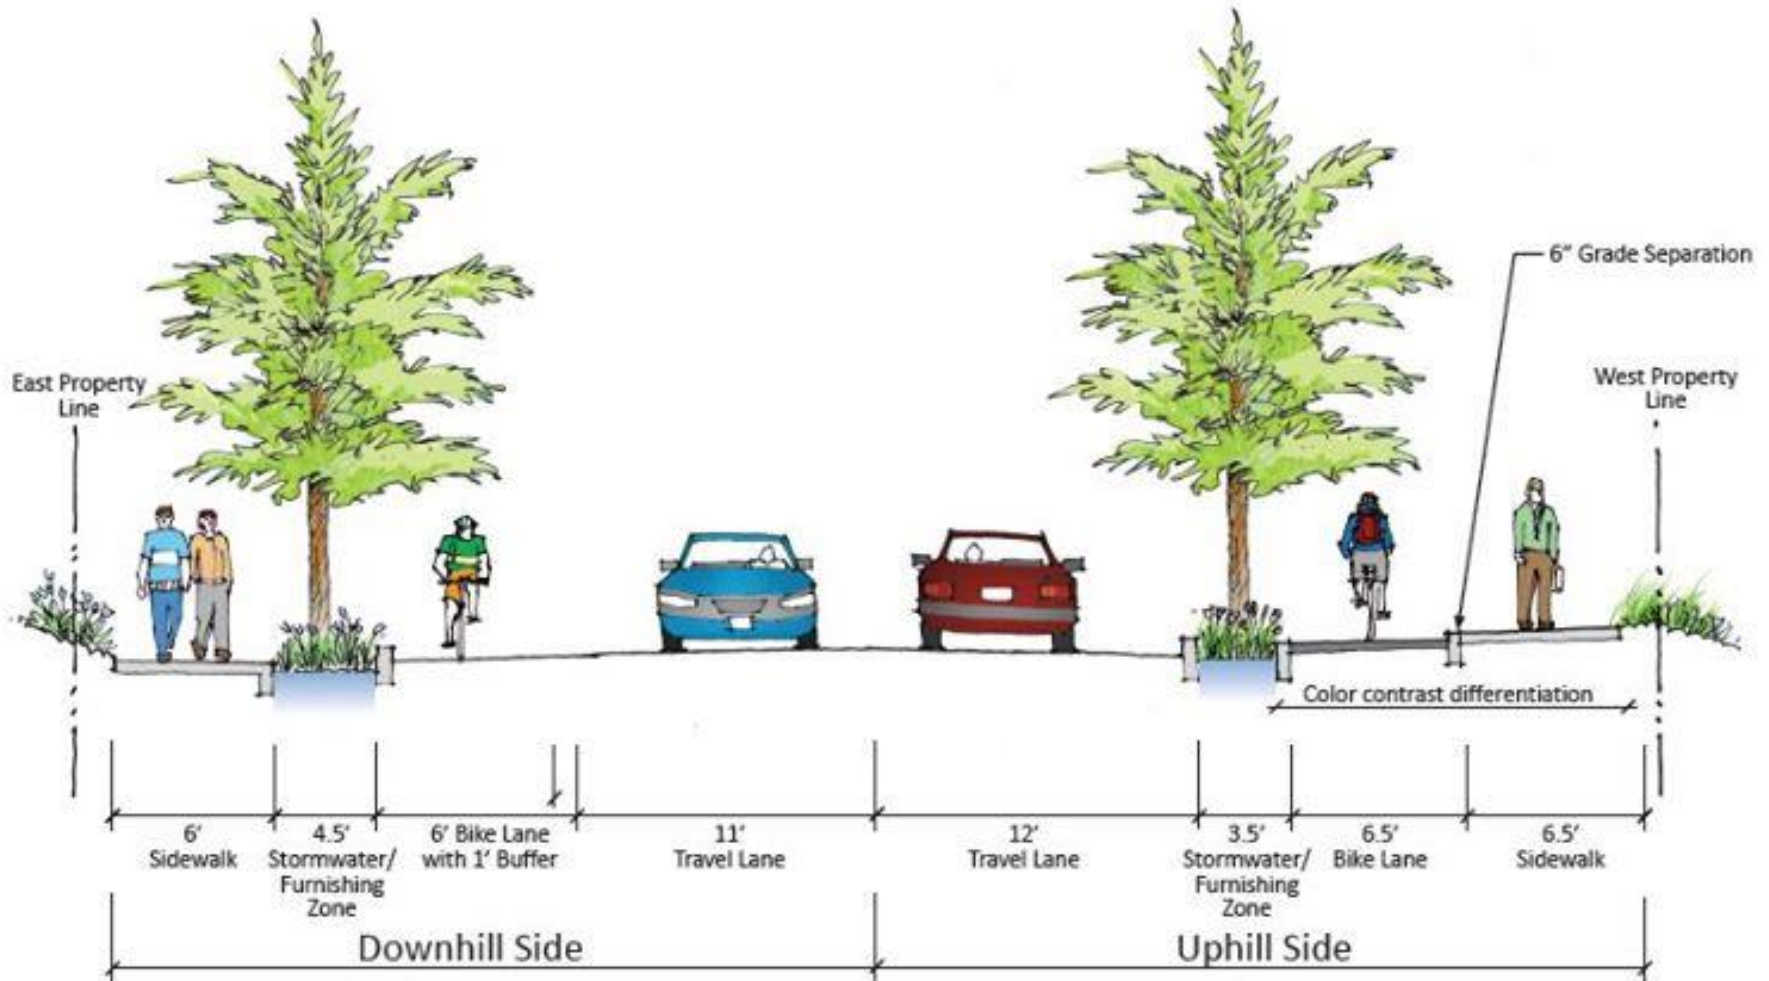 6" Grade Separation
East Property
Line
West Property
Line
Color contrast differentiation
6'
Sidewalk
4.5'
Stormwater/
Furnishing
Zone
6' Bike Lane
with 1' Buffer
11'
Travel Lane
12'
Travel Lane
3.5'
Stormwater/
Furnishing
Zone
6.5'
Bike Lane
6.5'
Sidewalk
Downhill Side
Uphill Side